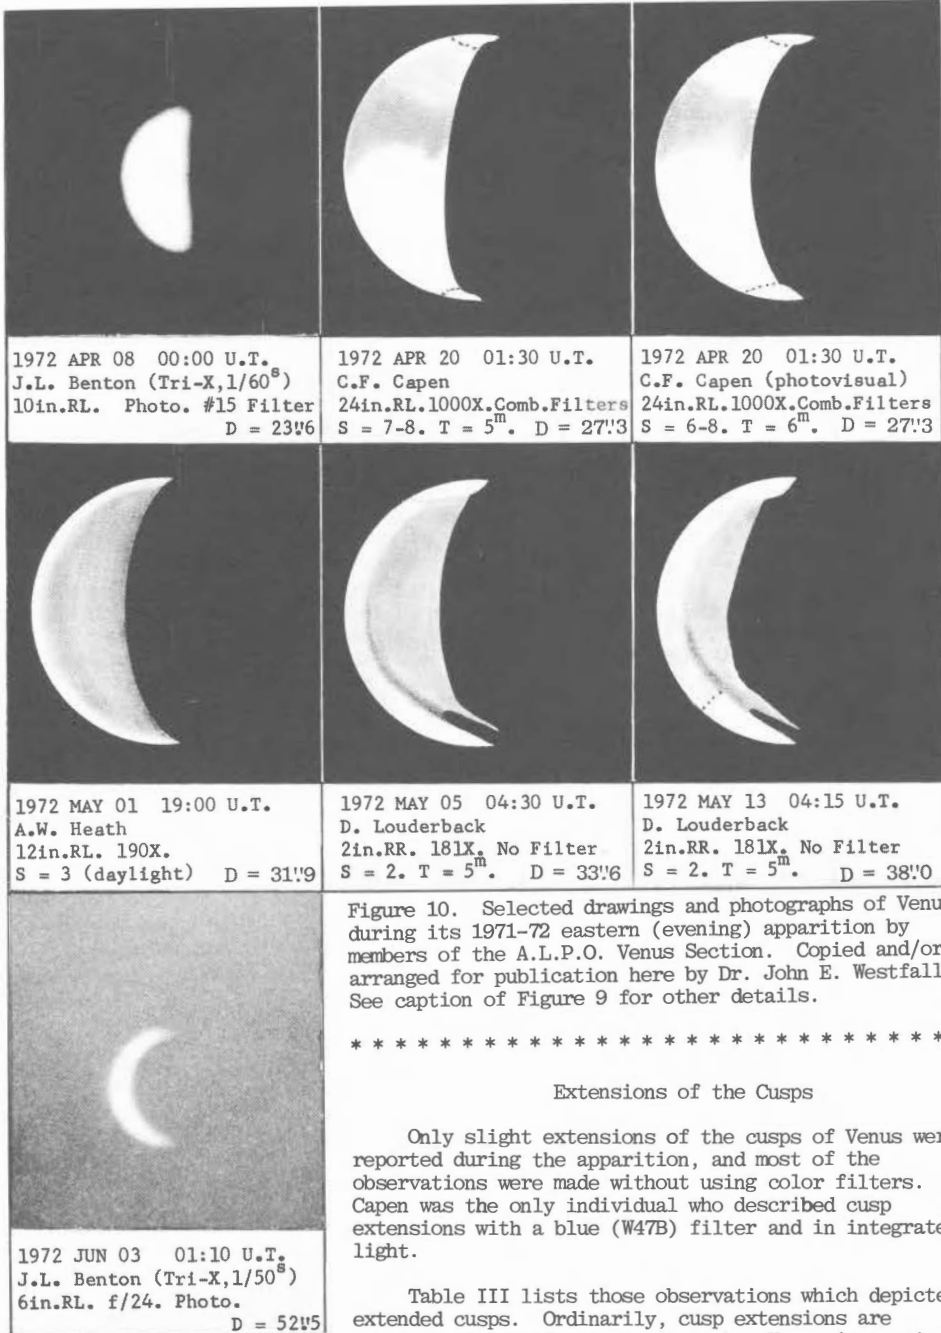 1972 APR 08 00:00 U.T.
J.L. Benton (Tri-X,1/60ˢ)
10in.RL. Photo. #15 Filter
D = 23"6
1972 APR 20 01:30 U.T.
C.F. Capen
24in.RL.1000X.Comb.Filters
S = 7-8. T = 5ᵐ. D = 27".3
1972 APR 20 01:30 U.T.
C.F. Capen (photovisual)
24in.RL.1000X.Comb.Filters
S = 6-8. T = 6ᵐ. D = 27".3
1972 MAY 01 19:00 U.T.
A.W. Heath
12in.RL. 190X.
S = 3 (daylight) D = 31".9
1972 MAY 05 04:30 U.T.
D. Louderback
2in.RR. 181X. No Filter
S = 2. T = 5ᵐ. D = 33".6
1972 MAY 13 04:15 U.T.
D. Louderback
2in.RR. 181X. No Filter
S = 2. T = 5ᵐ. D = 38".0
1972 JUN 03 01:10 U.T.
J.L. Benton (Tri-X,1/50ˢ)
6in.RL. f/24. Photo.
D = 52"5
Figure 10. Selected drawings and photographs of Venu
during its 1971-72 eastern (evening) apparition by
members of the A.L.P.O. Venus Section. Copied and/or
arranged for publication here by Dr. John E. Westfall
See caption of Figure 9 for other details.
* * * * * * * * * * * * * * * * * * * * * * * * * * *
Extensions of the Cusps
Only slight extensions of the cusps of Venus wer
reported during the apparition, and most of the
observations were made without using color filters.
Capen was the only individual who described cusp
extensions with a blue (W47B) filter and in integrate
light.
Table III lists those observations which depicte
extended cusps. Ordinarily, cusp extensions are